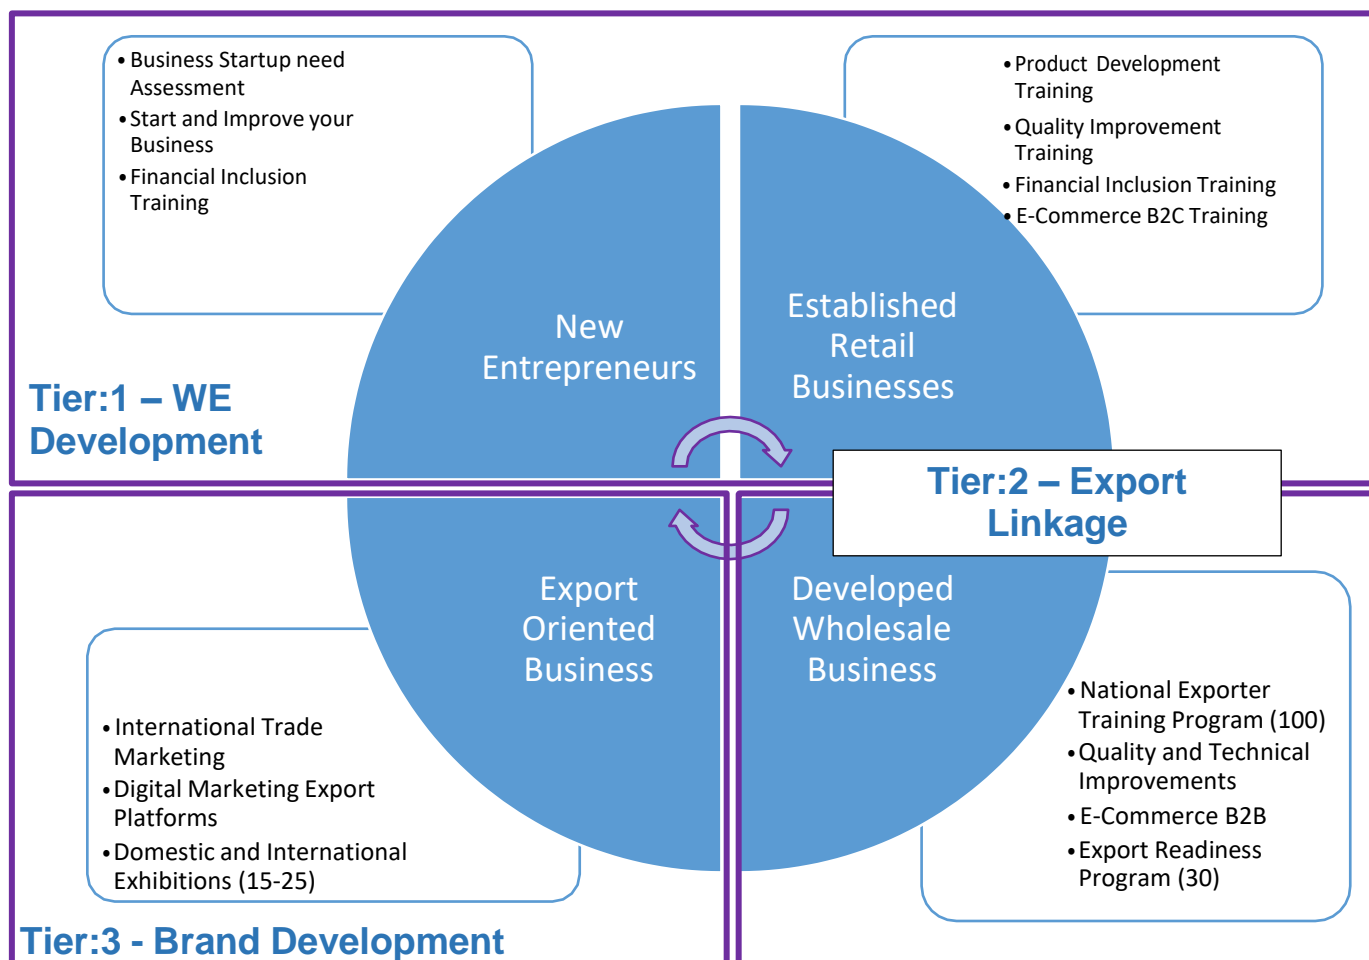 • Business Startup need
Assessment
• Start and Improve your
Business
• Financial Inclusion
Training
• Product Development
Training
• Quality Improvement
Training
• Financial Inclusion Training
• E-Commerce B2C Training
New
Entrepreneurs
Established
Retail
Businesses
Tier:1 – WE
Development
Tier:2 – Export
Linkage
Export
Oriented
Business
Developed
Wholesale
Business
• International Trade
Marketing
• Digital Marketing Export
Platforms
• Domestic and International
Exhibitions (15-25)
• National Exporter
Training Program (100)
• Quality and Technical
Improvements
• E-Commerce B2B
• Export Readiness
Program (30)
Tier:3 - Brand Development